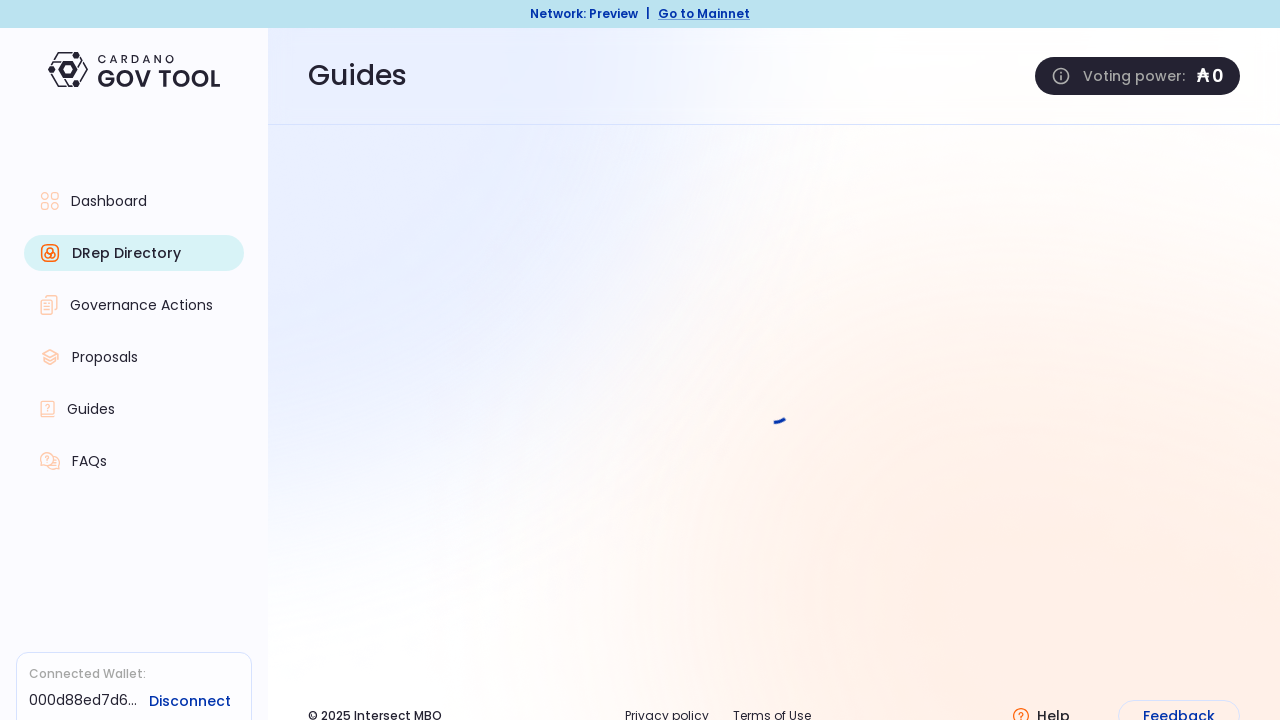 Network: Preview | Go to Mainnet
CARDANO
GOV TOOL
Guides
Voting power: ₳0
Dashboard
DRep Directory
Governance Actions
Proposals
Guides
FAQs
Connected Wallet:
000d88ed7d6...
Disconnect
© 2025 Intersect MBO
Privacy policy
Terms of Use
Help
Feedback